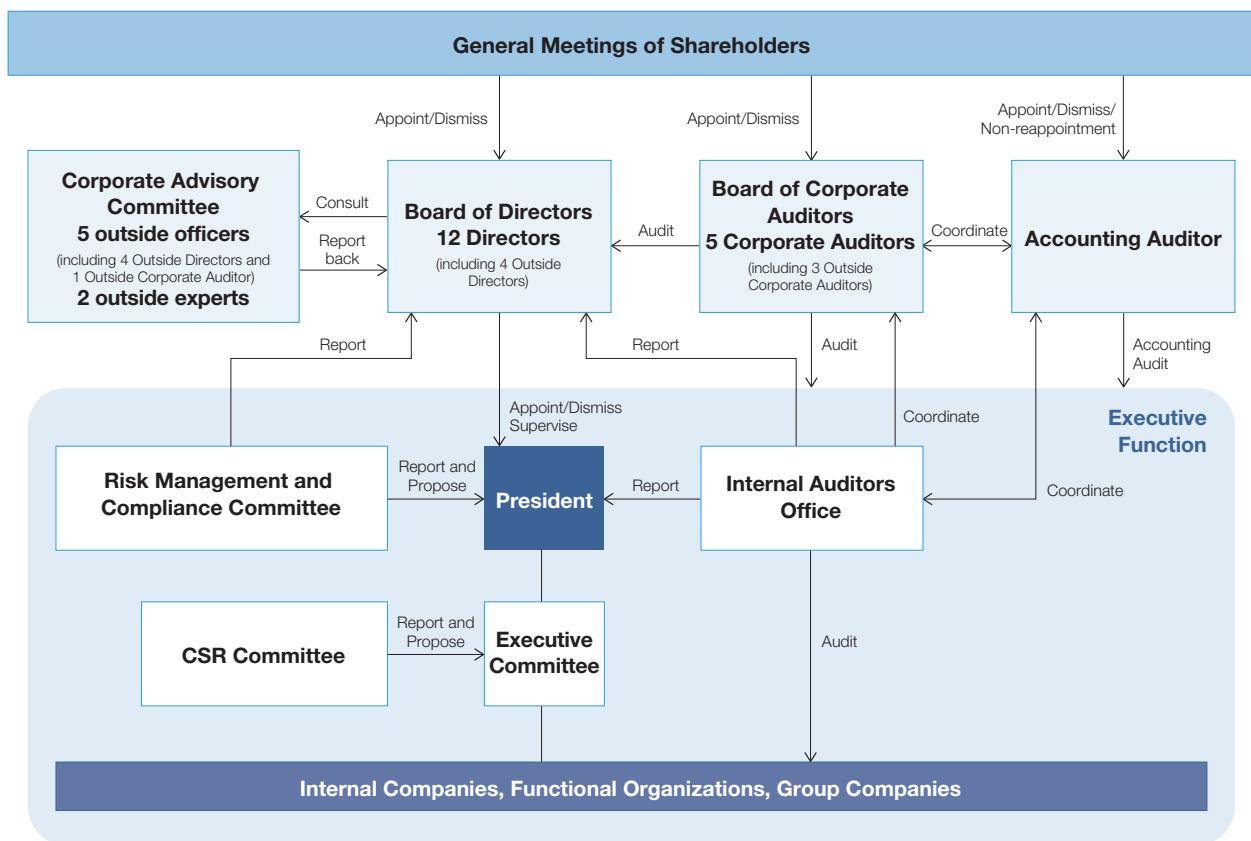 General Meetings of Shareholders
Appoint/Dismiss
Appoint/Dismiss
Appoint/Dismiss/
Non-reappointment
Corporate Advisory
Committee
5 outside officers
(including 4 Outside Directors and
1 Outside Corporate Auditor)
2 outside experts
Consult
Report
back
Board of Directors
12 Directors
(including 4 Outside
Directors)
Audit
Board of Corporate
Auditors
5 Corporate Auditors
(including 3 Outside
Corporate Auditors)
Coordinate
Accounting Auditor
Report
Report
Audit
Accounting
Audit
Appoint/Dismiss
Supervise
Coordinate
Executive
Function
Risk Management and
Compliance Committee
Report and
Propose
President
Report
Internal Auditors
Office
Coordinate
CSR Committee
Report and
Propose
Executive
Committee
Audit
Internal Companies, Functional Organizations, Group Companies